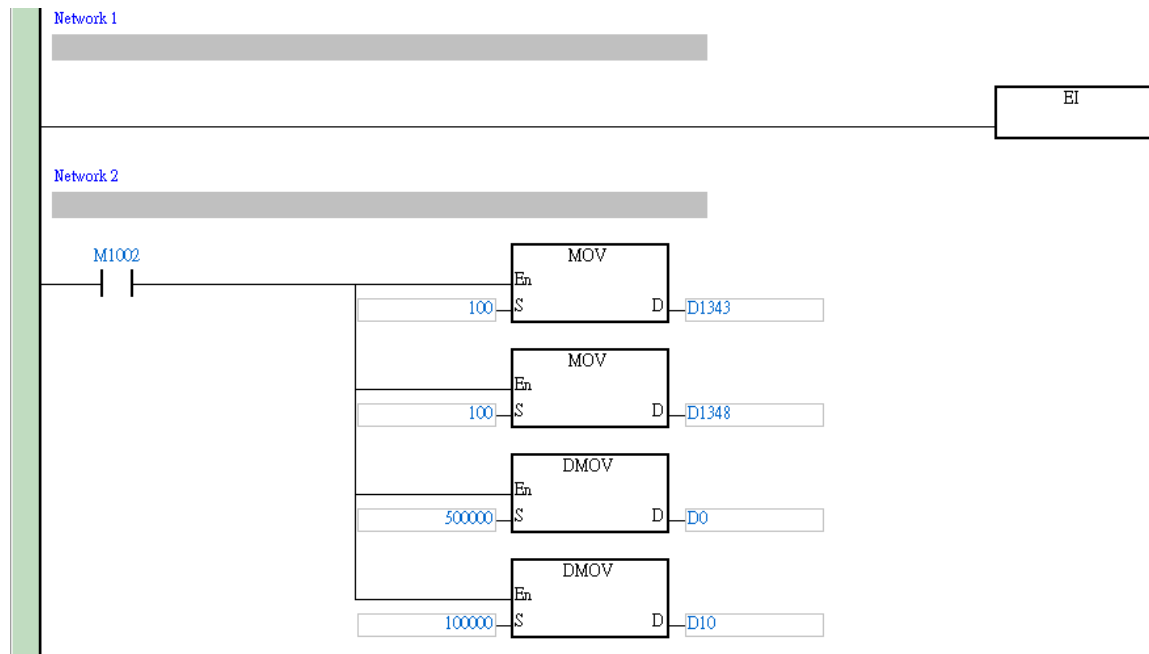 Network 1
EI
Network 2
M1002
MOV
En
100 S D D1343
MOV
En
100 S D D1348
DMOV
En
500000 S D D0
DMOV
En
100000 S D D10